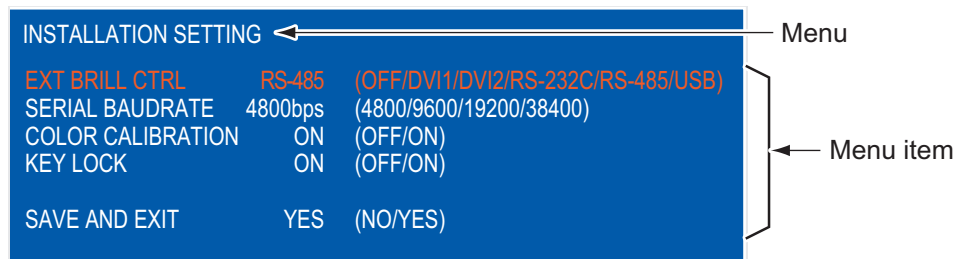 INSTALLATION SETTING
Menu
EXT BRILL CTRL RS-485 (OFF/DVI1/DVI2/RS-232C/RS-485/USB)
SERIAL BAUDRATE 4800bps (4800/9600/19200/38400)
COLOR CALIBRATION ON (OFF/ON)
KEY LOCK ON (OFF/ON)
Menu item
SAVE AND EXIT YES (NO/YES)